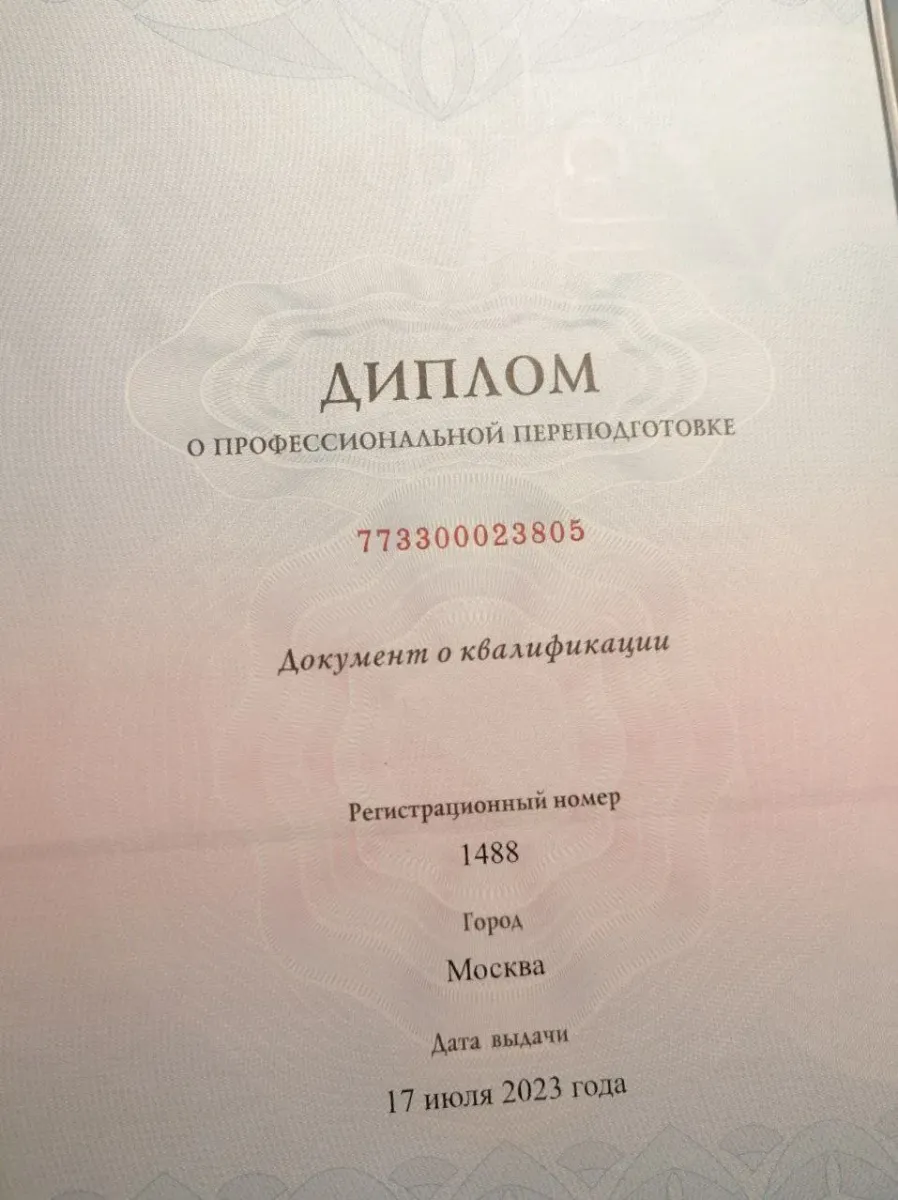 ДИПЛОМ
О ПРОФЕССИОНАЛЬНОЙ ПЕРЕПОДГОТОВКЕ
773300023805
Документ о квалификации
Регистрационный номер
1488
Город
Москва
Дата выдачи
17 июля 2023 года